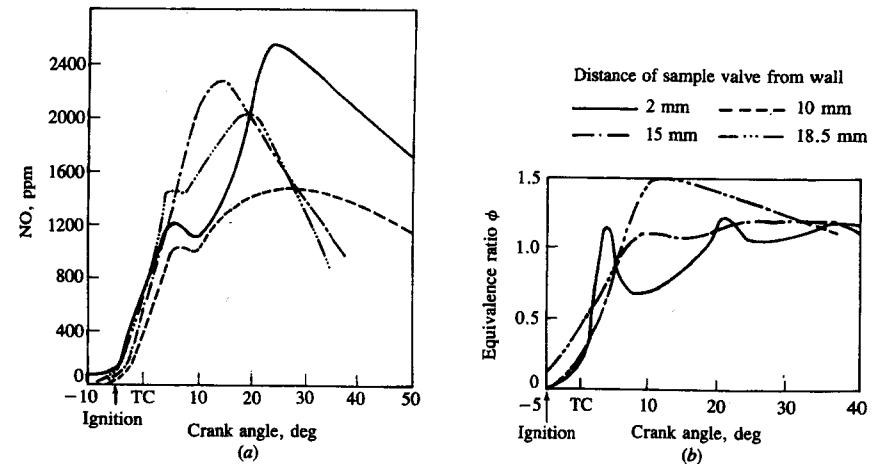 2400
2000
1600
1200
800
400
0
NO, ppm
-10 TC 10 20 30 40 50
Ignition
Crank angle, deg
(a)
Distance of sample valve from wall
2 mm 10 mm
15 mm 18.5 mm
1.5
1.0
0.5
0
Equivalence ratio ϕ
-5 TC 10 20 30 40
Ignition
Crank angle, deg
(b)